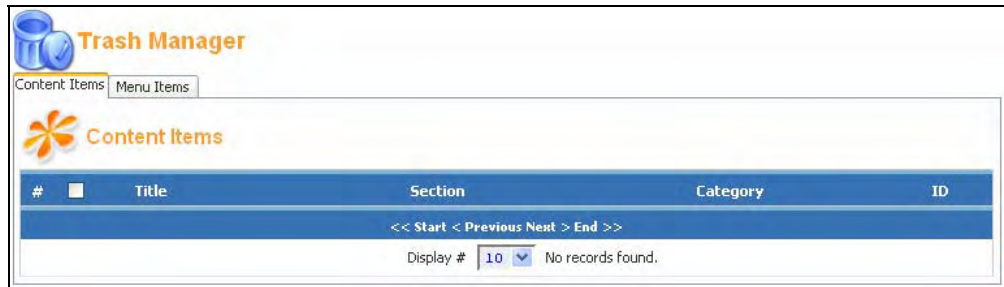 Trash Manager
Content Items Menu Items
Content Items
# Title Section Category ID
<< Start < Previous Next > End >>
Display # 10 No records found.